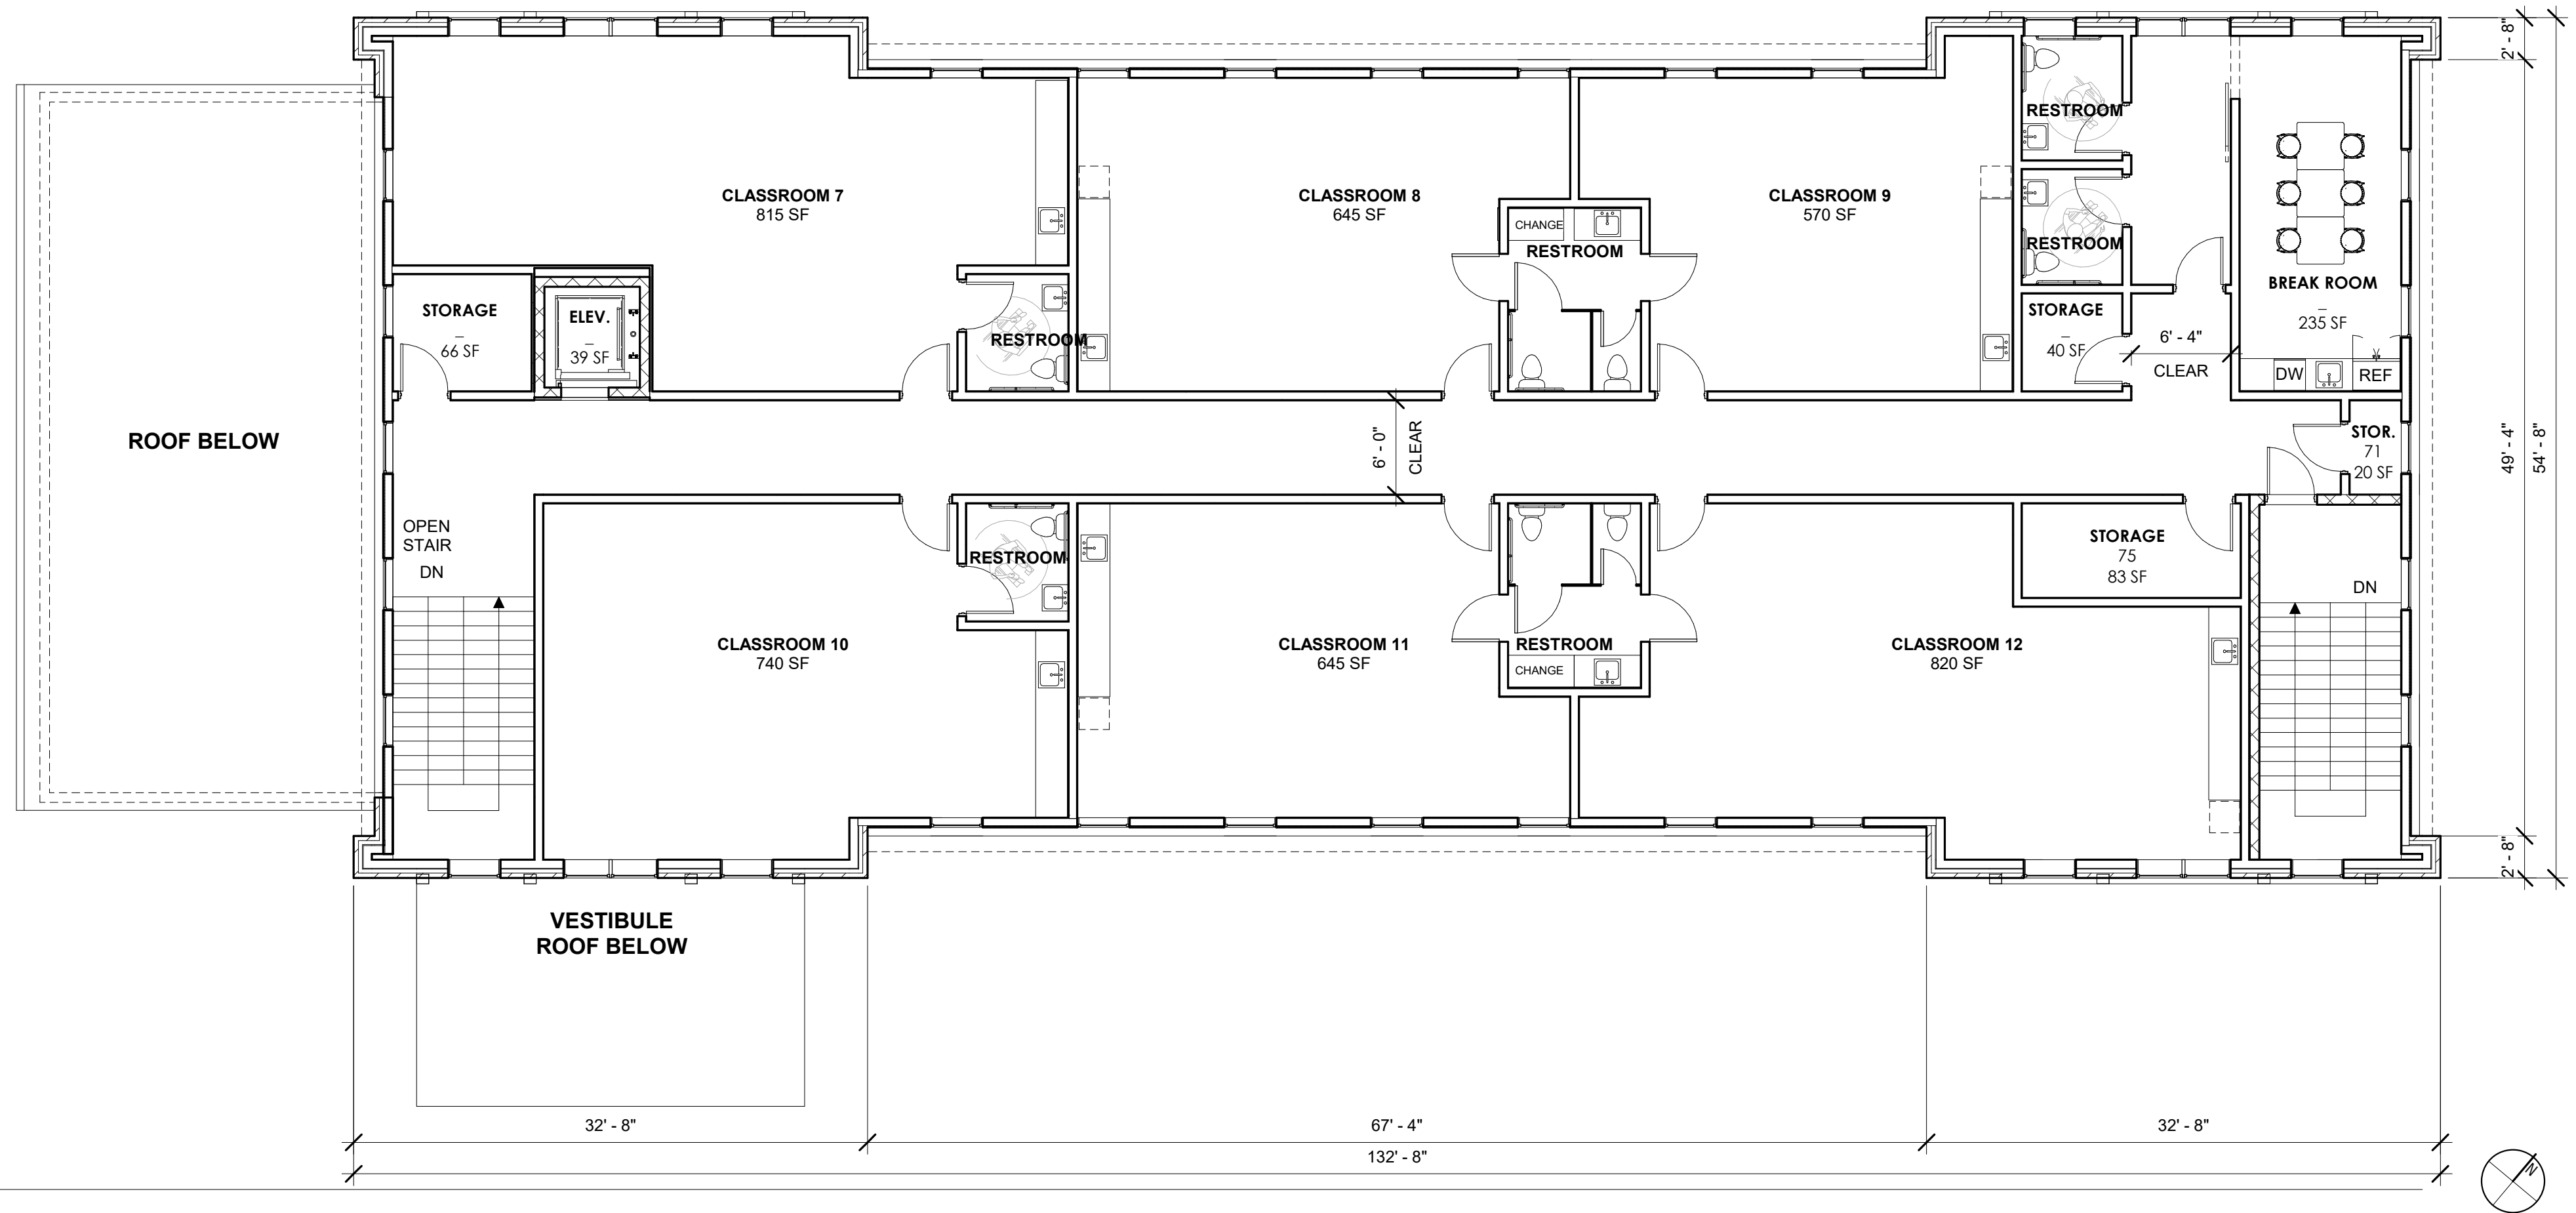 2' - 8"
CLASSROOM 7
815 SF
CLASSROOM 8
645 SF
CLASSROOM 9
570 SF
RESTROOM
RESTROOM
CHANGE
RESTROOM
BREAK ROOM
–
235 SF
STORAGE
–
66 SF
ELEV.
–
39 SF
RESTROOM
STORAGE
–
40 SF
6' - 4"
CLEAR
DW
REF
ROOF BELOW
6' - 0"
CLEAR
STOR.
71
20 SF
49' - 4"
54' - 8"
OPEN
STAIR
DN
RESTROOM
STORAGE
75
83 SF
DN
CLASSROOM 10
740 SF
CLASSROOM 11
645 SF
RESTROOM
CHANGE
CLASSROOM 12
820 SF
2' - 8"
VESTIBULE
ROOF BELOW
32' - 8"
67' - 4"
32' - 8"
132' - 8"
N